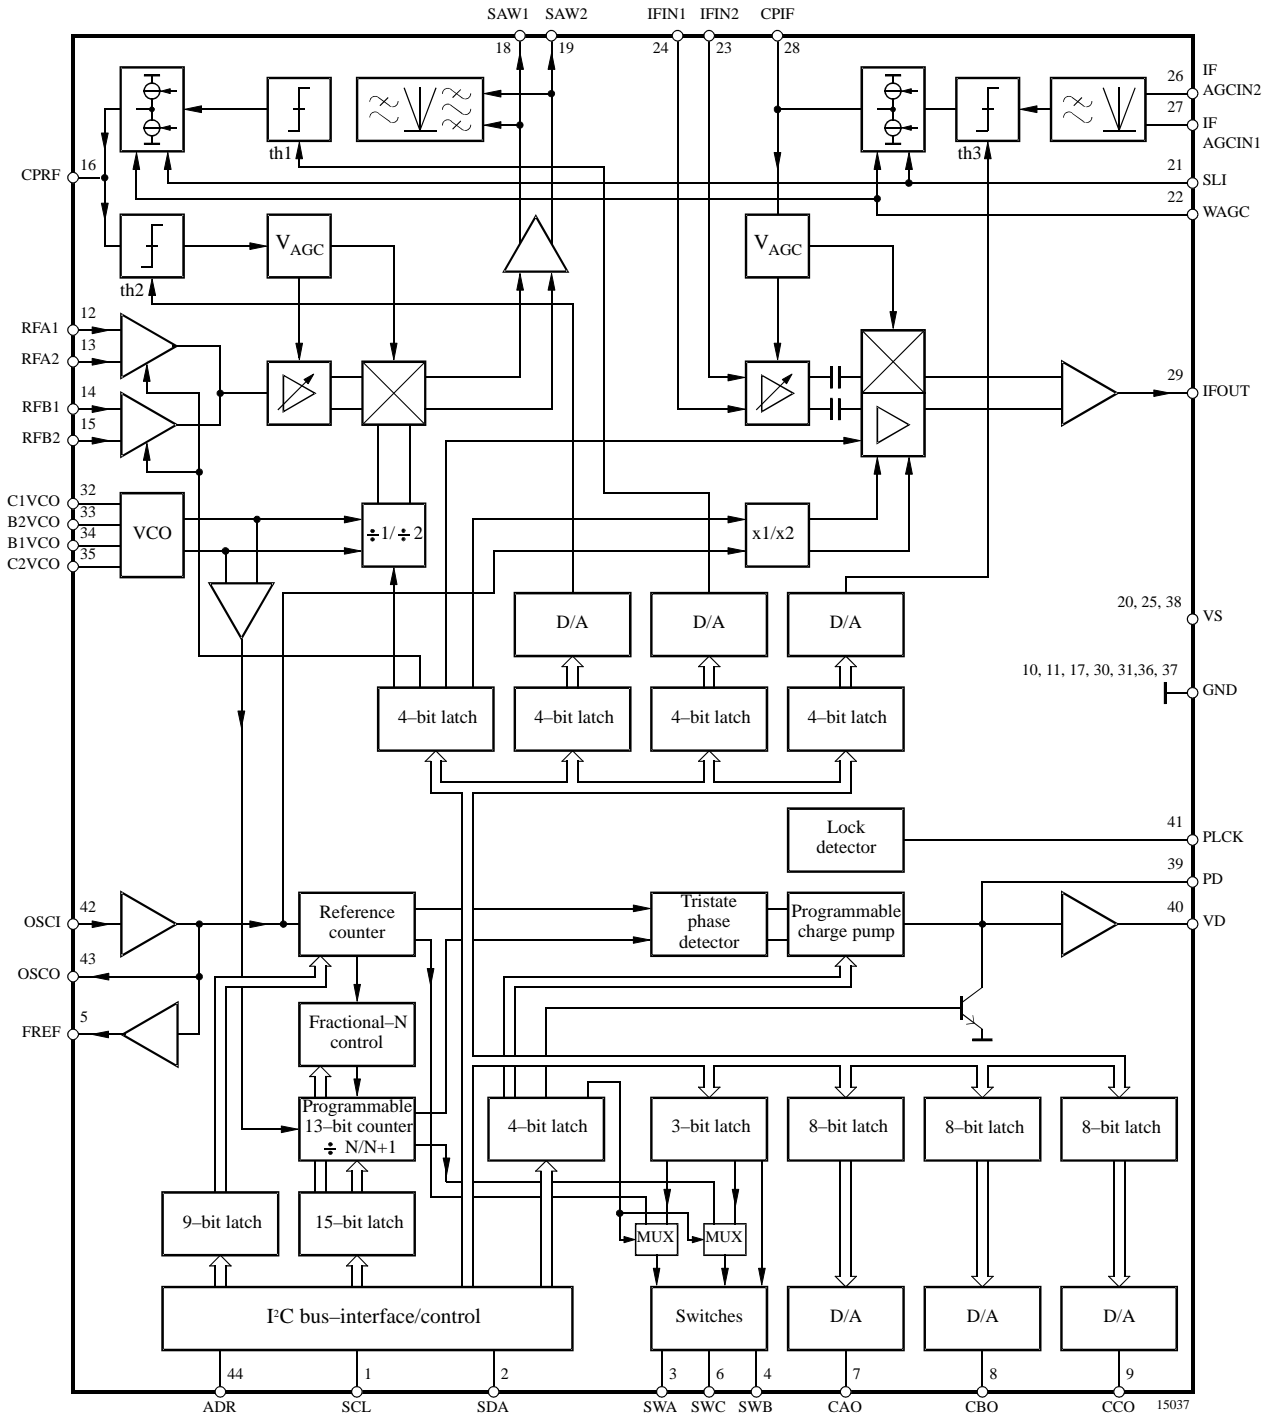 SAW1 SAW2 IFIN1 IFIN2 CPIF
18 19 24 23 28
IF
26 AGCIN2
27
IF
AGCIN1
th1 th3
16
CPRF
21
SLI
22
WAGC
VAGC VAGC
th2
12
RFA1
13
RFA2
14
RFB1
15
RFB2
29
IFOUT
32
C1VCO
33
B2VCO
34
B1VCO
35
C2VCO
VCO
÷1/÷2
x1/x2
D/A D/A D/A
20, 25, 38
VS
10, 11, 17, 30, 31,36, 37
GND
4–bit latch 4–bit latch 4–bit latch 4–bit latch
Lock
detector
41
PLCK
39
PD
40
VD
42
OSCI
43
OSCO
5
FREF
Reference
counter
Tristate
phase
detector
Programmable
charge pump
Fractional–N
control
Programmable
13–bit counter
÷ N/N+1
4–bit latch 3–bit latch 8–bit latch 8–bit latch 8–bit latch
9–bit latch 15–bit latch
MUX MUX
I²C bus–interface/control
Switches
D/A D/A D/A
44 1 2 3 6 4 7 8 9
ADR SCL SDA SWA SWC SWB CAO CBO CCO
15037